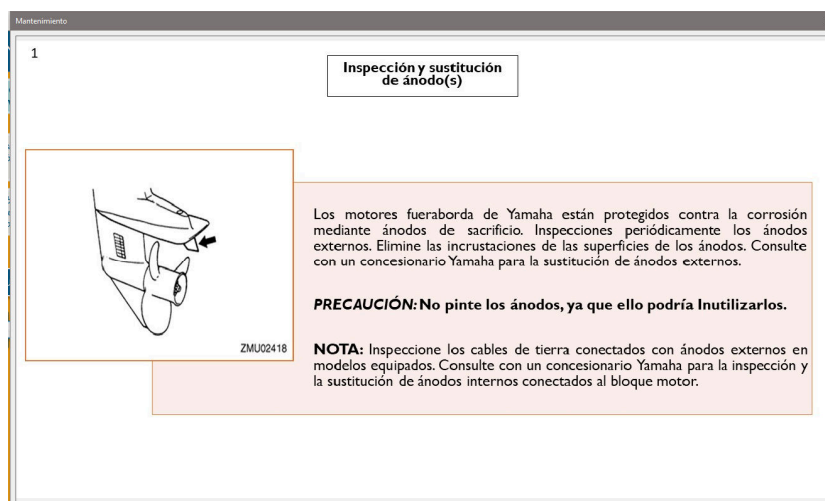 Mantenimiento
1
Inspección y sustitución
de ánodo(s)
Los motores fueraborda de Yamaha están protegidos contra la corrosión
mediante ánodos de sacrificio. Inspecciones periódicamente los ánodos
externos. Elimine las incrustaciones de las superficies de los ánodos. Consulte
con un concesionario Yamaha para la sustitución de ánodos externos.
PRECAUCIÓN: No pinte los ánodos, ya que ello podría Inutilizarlos.
ZMU02418
NOTA: Inspeccione los cables de tierra conectados con ánodos externos en
modelos equipados. Consulte con un concesionario Yamaha para la inspección y
la sustitución de ánodos internos conectados al bloque motor.